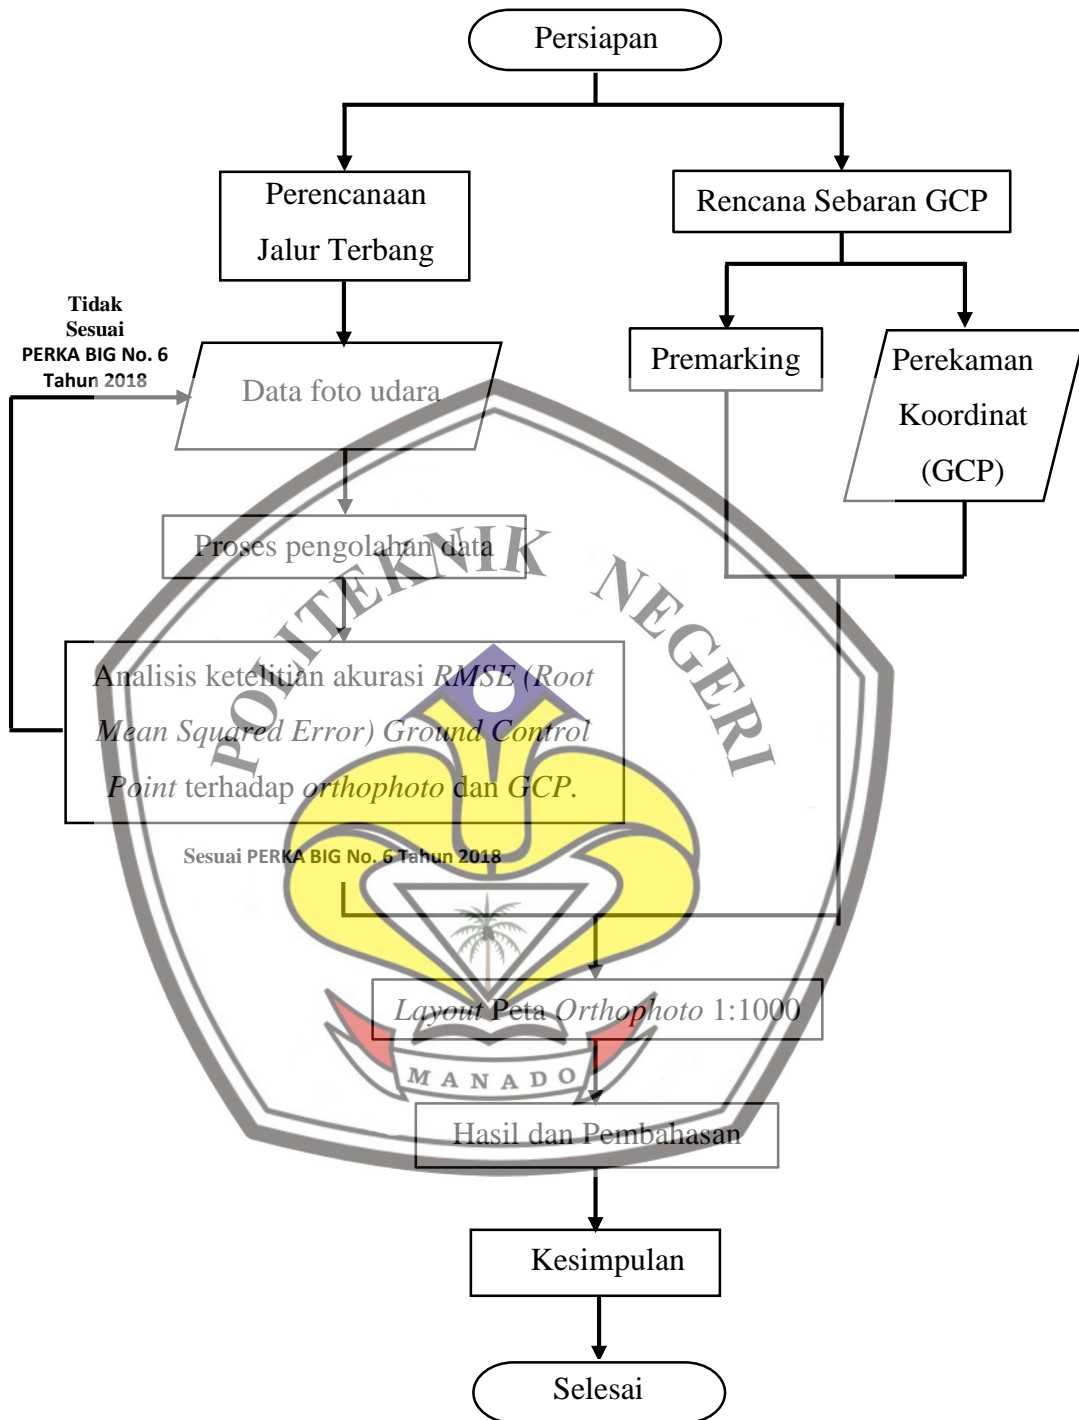 Persiapan
Perencanaan
Jalur Terbang
Rencana Sebaran GCP
Tidak
Sesuai
PERKA BIG No. 6
Tahun 2018
Data foto udara
Premarking
Perekaman
Koordinat
(GCP)
Proses pengolahan data
POLITEKNIK NEGERI
Analisis ketelitian akurasi RMSE (Root
Mean Squared Error) Ground Control
Point terhadap orthophoto dan GCP.
Sesuai PERKA BIG No. 6 Tahun 2018
Layout Peta Orthophoto 1:1000
MANADO
Hasil dan Pembahasan
Kesimpulan
Selesai